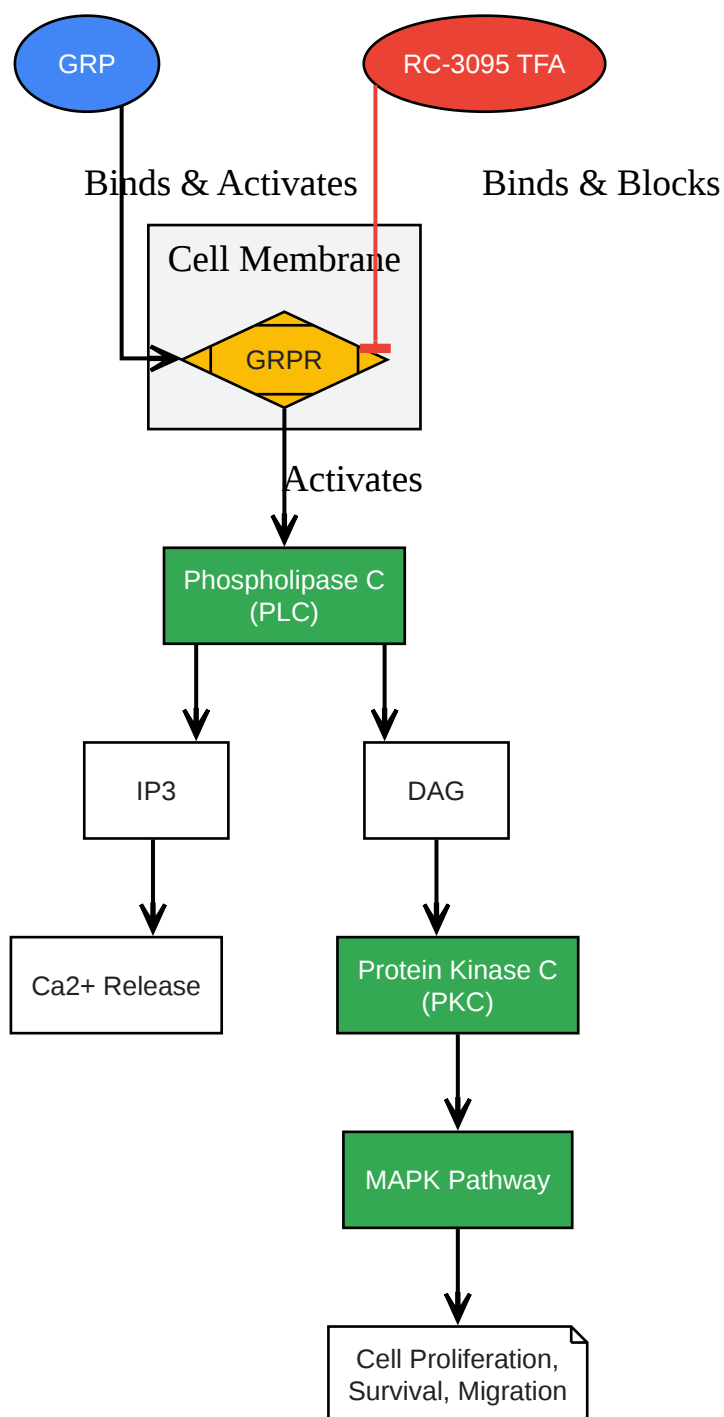 GRP
RC-3095 TFA
Binds & Activates
Binds & Blocks
Cell Membrane
GRPR
Activates
Phospholipase C
(PLC)
IP3
DAG
Ca2+ Release
Protein Kinase C
(PKC)
MAPK Pathway
Cell Proliferation,
Survival, Migration